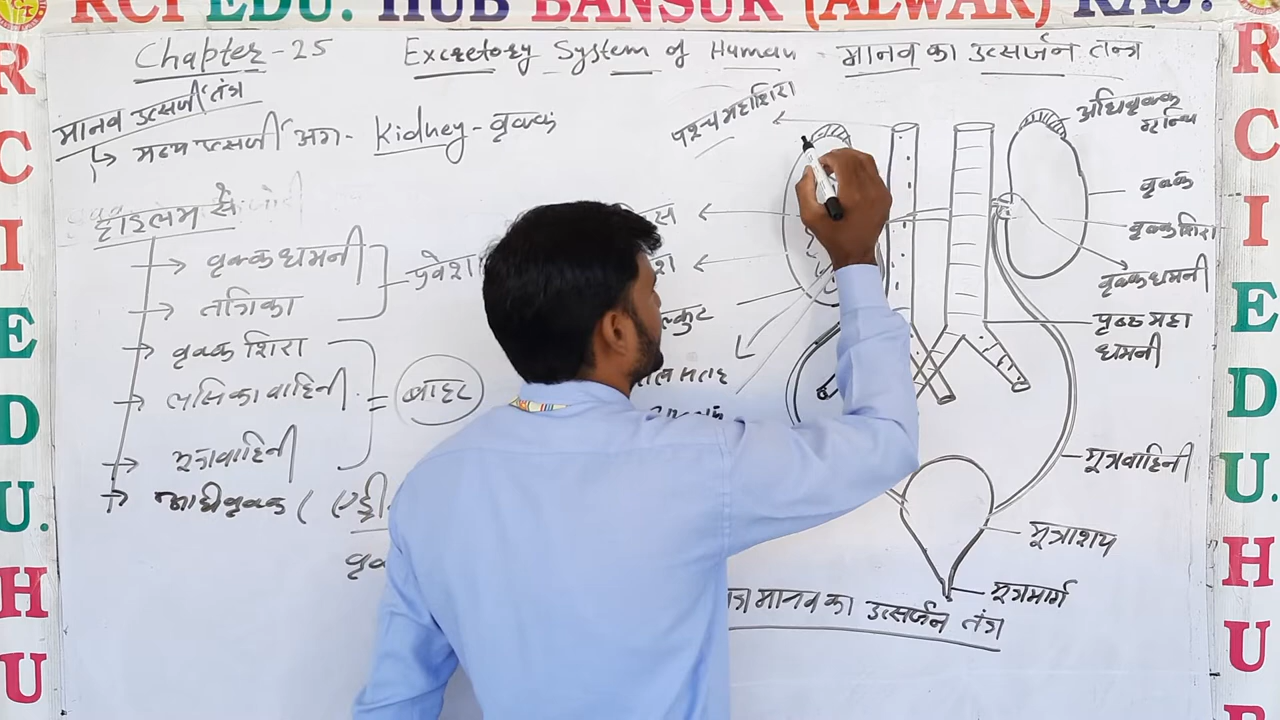 RCI EDU. HUB BANSUR (ALWAR) RAJ.
R
C
I
E
D
U.
H
U
Chapter-25 Excretory System of Human - मानव का उत्सर्जन तन्त्र
मानव उत्सर्जी तंत्र
उत्सर्जी अंग - Kidney - वृक्क
हाइलम से
वृक्क धमनी
तंत्रिका
प्रवेश
वृक्क शिरा
लसिका वाहिनी
मूत्रवाहिनी
= बाहर
पश्च महाशिरा
अधिवृक्क ग्रन्थि
वृक्क
वृक्क शिरा
वृक्क धमनी
पृष्ठ महा
धमनी
मूत्रवाहिनी
मूत्राशय
मूत्रमार्ग
मानव का उत्सर्जन तंत्र
R
C
I
E
D
U.
H
U